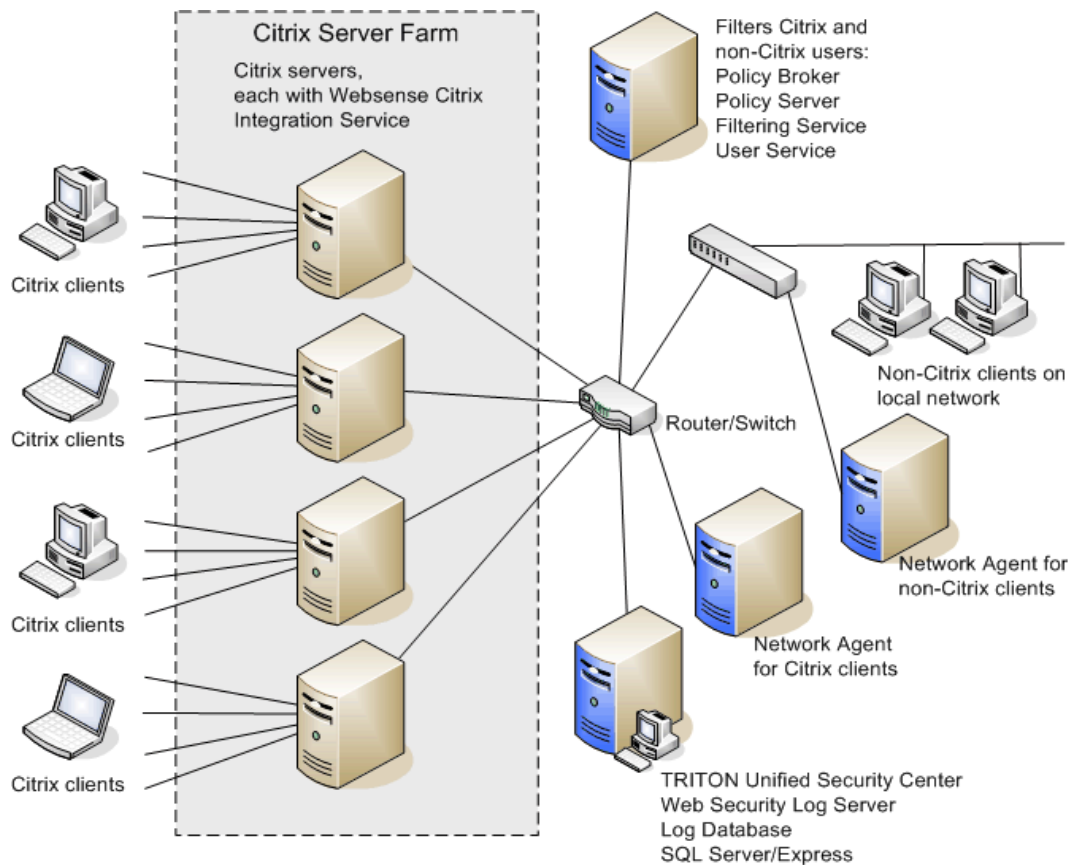 Citrix Server Farm
Citrix servers,
each with Websense Citrix
Integration Service
Filters Citrix and
non-Citrix users:
Policy Broker
Policy Server
Filtering Service
User Service
Citrix clients
Citrix clients
Citrix clients
Citrix clients
Non-Citrix clients on
local network
Router/Switch
Network Agent for
non-Citrix clients
Network Agent
for Citrix clients
TRITON Unified Security Center
Web Security Log Server
Log Database
SQL Server/Express